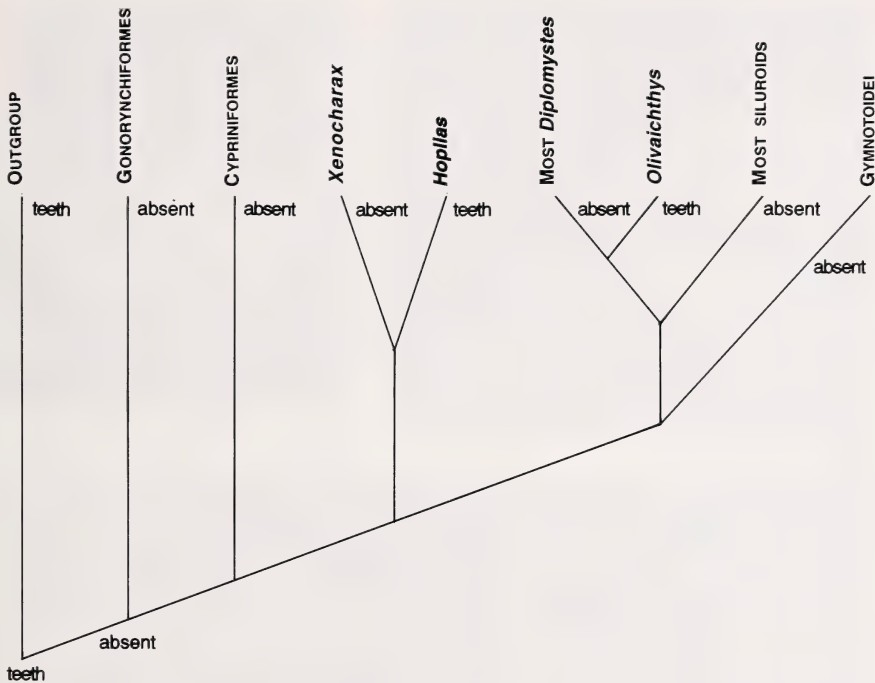 OUTGROUP
GONORYNCHIFORMES
CYPRINIFORMES
Xenocharax
Hoplias
MOST Diplomystes
Olivaichthys
MOST SILUROIDS
GYMNOTOIDEI
teeth
absent
absent
absent
teeth
absent
teeth
absent
absent
absent
teeth